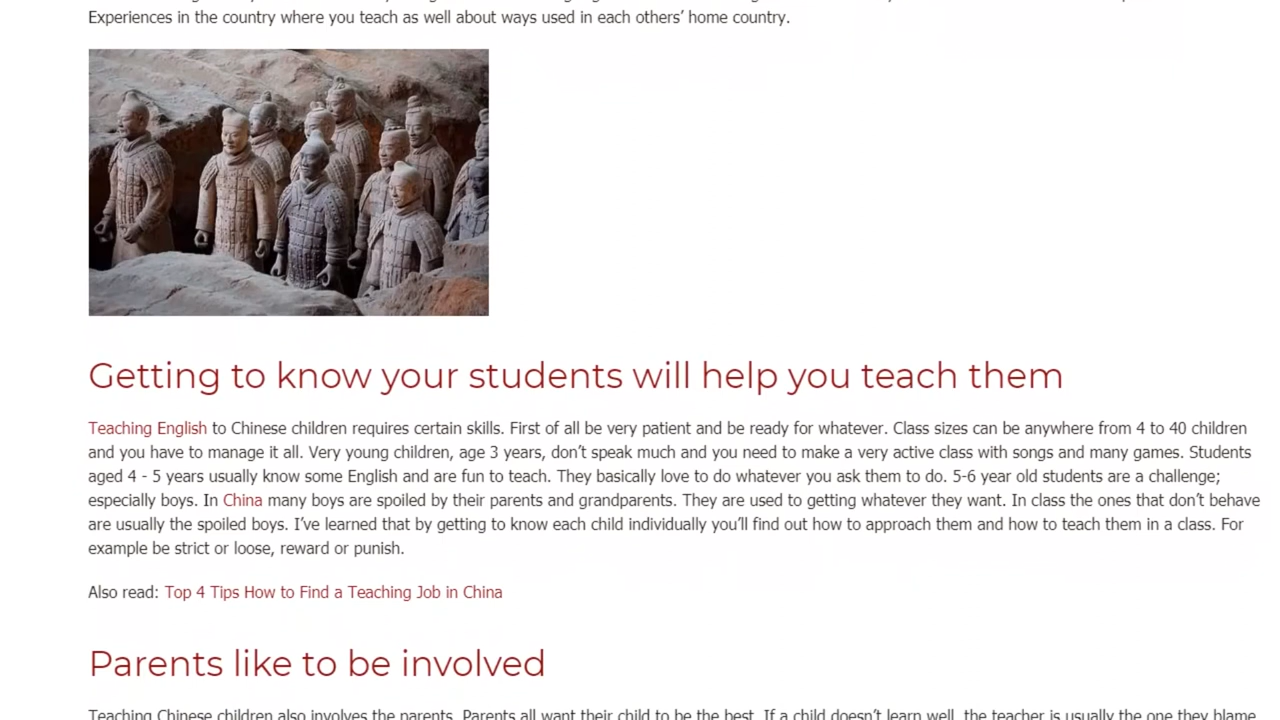 Experiences in the country where you teach as well about ways used in each others’ home country.
Getting to know your students will help you teach them
Teaching English to Chinese children requires certain skills. First of all be very patient and be ready for whatever. Class sizes can be anywhere from 4 to 40 children
and you have to manage it all. Very young children, age 3 years, don’t speak much and you need to make a very active class with songs and many games. Students
aged 4 - 5 years usually know some English and are fun to teach. They basically love to do whatever you ask them to do. 5-6 year old students are a challenge;
especially boys. In China many boys are spoiled by their parents and grandparents. They are used to getting whatever they want. In class the ones that don’t behave
are usually the spoiled boys. I’ve learned that by getting to know each child individually you’ll find out how to approach them and how to teach them in a class. For
example be strict or loose, reward or punish.
Also read: Top 4 Tips How to Find a Teaching Job in China
Parents like to be involved
Teaching Chinese children also involves the parents. Parents all want their child to be the best. If a child doesn’t learn well, the teacher is usually the one they blame.